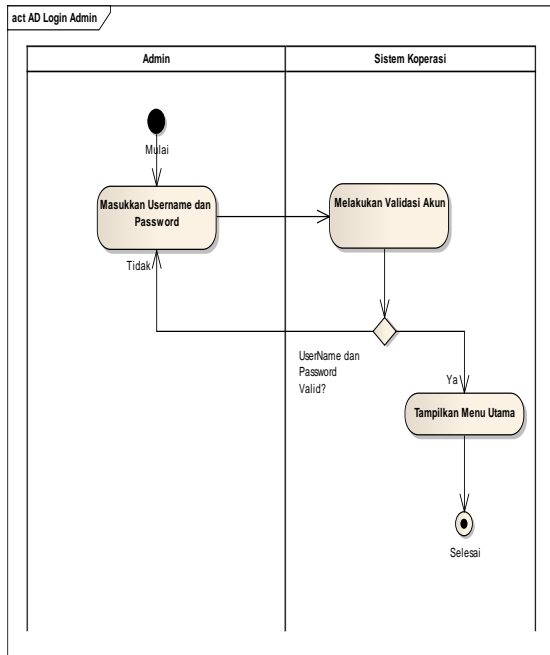 act AD Login Admin
Admin
Sistem Koperasi
Mulai
Masukkan Username dan
Password
Melakukan Validasi Akun
Tidak
UserName dan
Password
Valid?
Ya
Tampilkan Menu Utama
Selesai